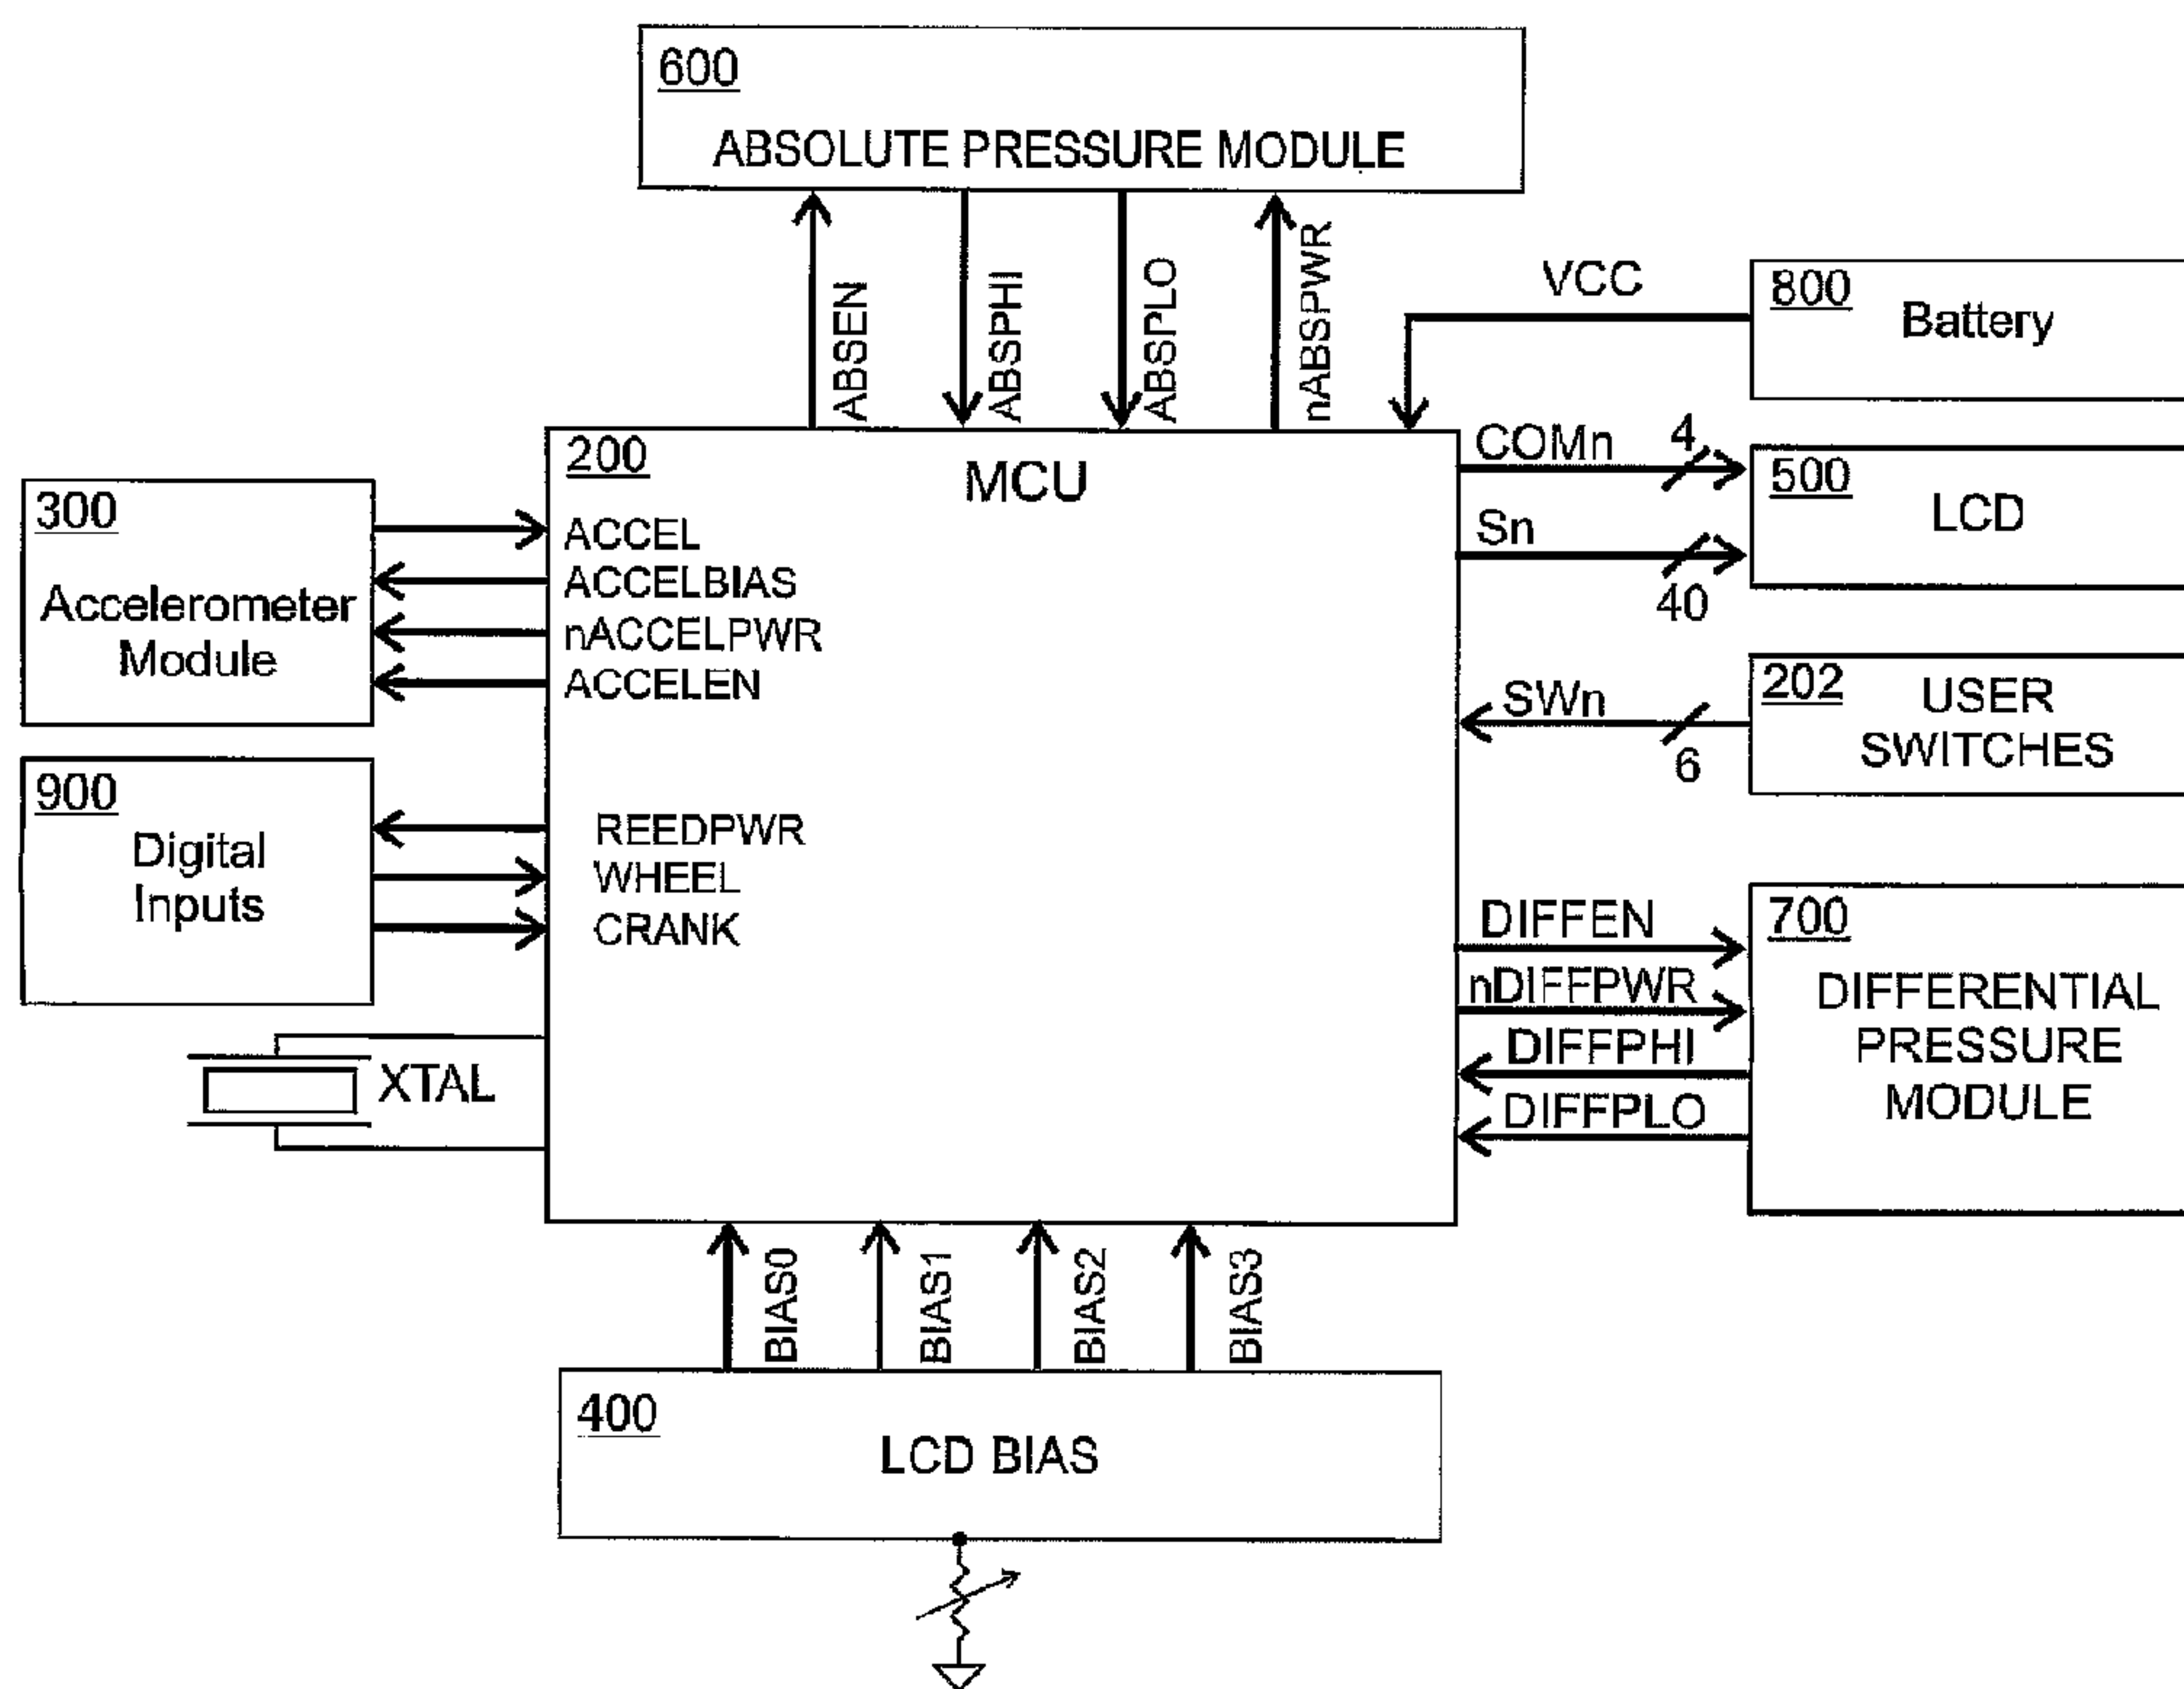 600
ABSOLUTE PRESSURE MODULE
ABSEN
ABSPHI
ABSPLO
nABSPWR
VCC
800
Battery
200
MCU
COMn
4
500
LCD
Sn
40
300
Accelerometer
Module
ACCEL
ACCELBIAS
nACCELPWR
ACCELEN
SWn
6
202
USER
SWITCHES
900
Digital
Inputs
REEDPWR
WHEEL
CRANK
DIFFEN
nDIFFPWR
DIFFPHI
DIFFPLO
700
DIFFERENTIAL
PRESSURE
MODULE
XTAL
BIAS0
BIAS1
BIAS2
BIAS3
400
LCD BIAS